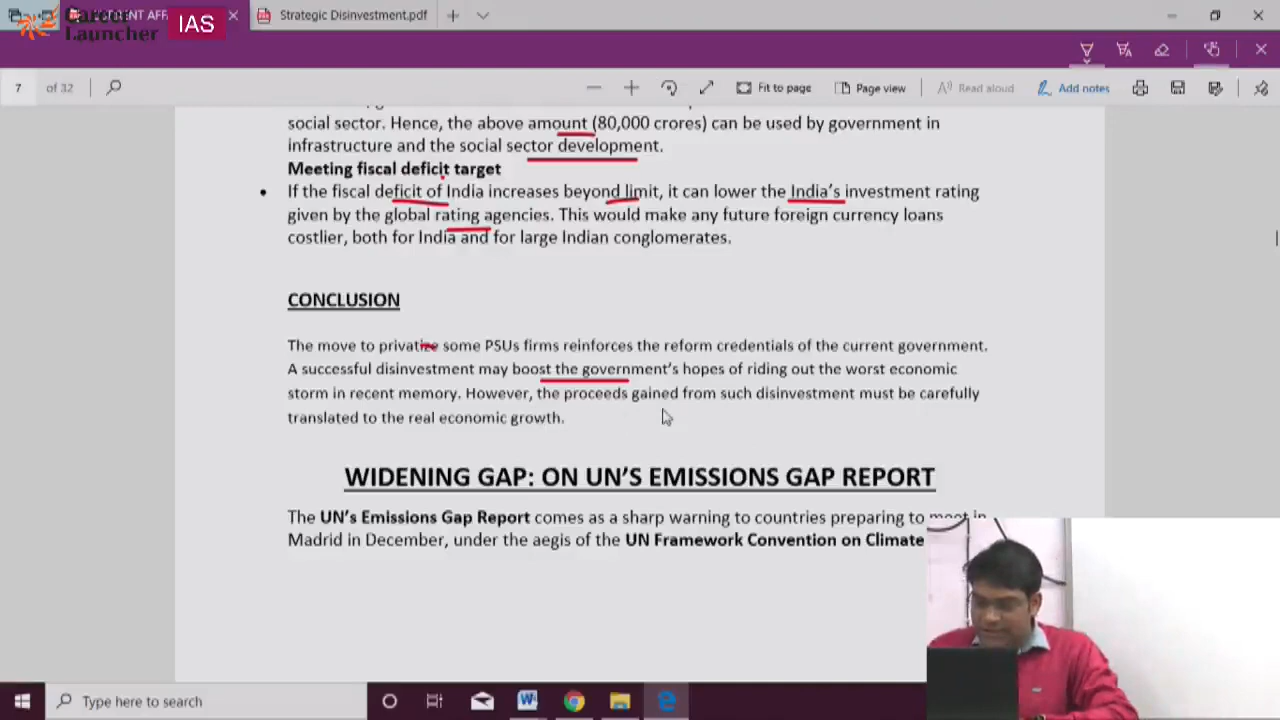 Career
Launcher
IAS
Strategic Disinvestment.pdf
7 of 32
Fit to page
Page view
Read aloud
Add notes
social sector. Hence, the above amount (80,000 crores) can be used by government in
infrastructure and the social sector development.
Meeting fiscal deficit target
If the fiscal deficit of India increases beyond limit, it can lower the India's investment rating
given by the global rating agencies. This would make any future foreign currency loans
costlier, both for India and for large Indian conglomerates.
CONCLUSION
The move to privatize some PSUs firms reinforces the reform credentials of the current government.
A successful disinvestment may boost the government's hopes of riding out the worst economic
storm in recent memory. However, the proceeds gained from such disinvestment must be carefully
translated to the real economic growth.
WIDENING GAP: ON UN'S EMISSIONS GAP REPORT
The UN's Emissions Gap Report comes as a sharp warning to countries preparing to meet in
Madrid in December, under the aegis of the UN Framework Convention on Climate
Type here to search